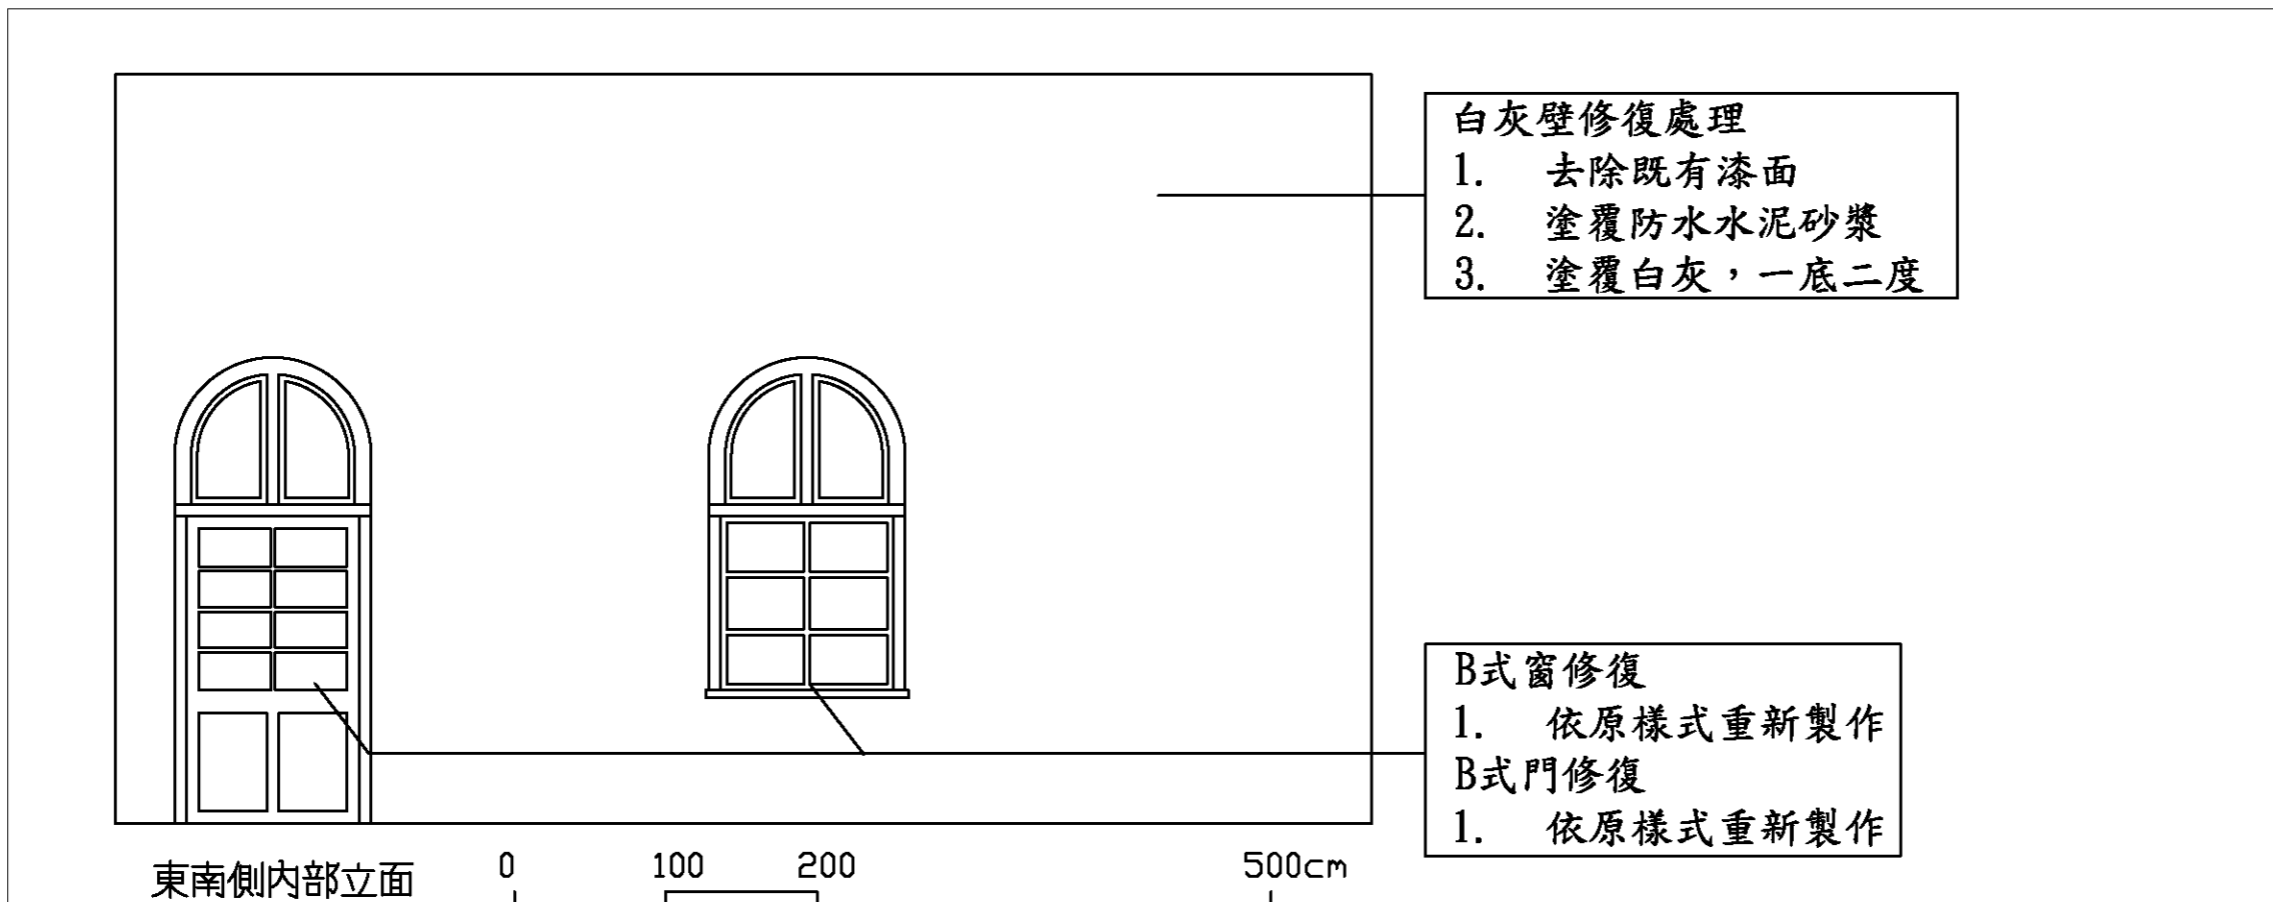 白灰壁修復處理
1. 去除既有漆面
2. 塗覆防水水泥砂漿
3. 塗覆白灰，一底二度
B式窗修復
1. 依原樣式重新製作
B式門修復
1. 依原樣式重新製作
東南側內部立面
0 100 200 500cm